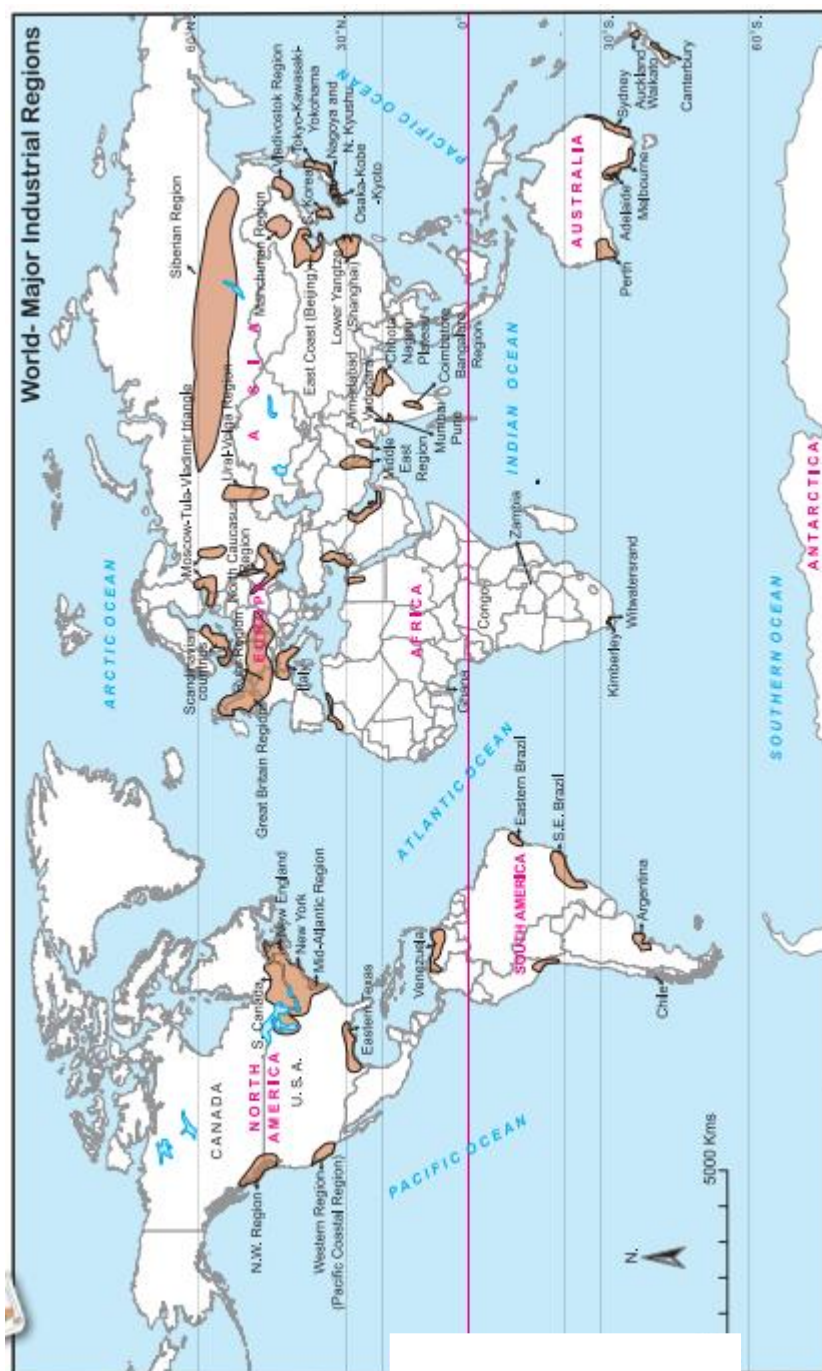 World- Major Industrial Regions
60°N.
30°N
0°
30°S.
60°S.
ARCTIC OCEAN
PACIFIC OCEAN
Siberian Region
Moscow-Tula-Vladimir triangle
Ural-Volga Region
North Caucasus
Region
Scandinavian
countries
Ruhr Region
Great Britain Region
EUROPE
Italy
A S I A
Manchurian Region
Vladivostok Region
Tokyo-Kawasaki-
Yokohama
Nagoya and
N. Kyushu
Osaka-Kobe
-Kyoto
S. Korea
East Coast (Beijing)
Lower Yangtze
(Shanghai)
Ahmedabad
Vadodara
Chhota
Nagpur
Plateau
Coimbatore
Bangalore
Region
Mumbai
Pune
Middle
East
Region
CANADA
NORTH
AMERICA
U. S. A.
S. Canada
New England
New York
Mid-Atlantic Region
Eastern Texas
N.W. Region
Western Region
(Pacific Coastal Region)
PACIFIC OCEAN
ATLANTIC OCEAN
Venezuela
SOUTH AMERICA
Eastern Brazil
S.E. Brazil
Argentina
Chile
AFRICA
Ghana
Congo
Zambia
Kimberley
Witwatersrand
INDIAN OCEAN
AUSTRALIA
Perth
Adelaide
Melbourne
Sydney
Auckland
Waikato
Canterbury
SOUTHERN OCEAN
ANTARCTICA
N.
5000 Kms